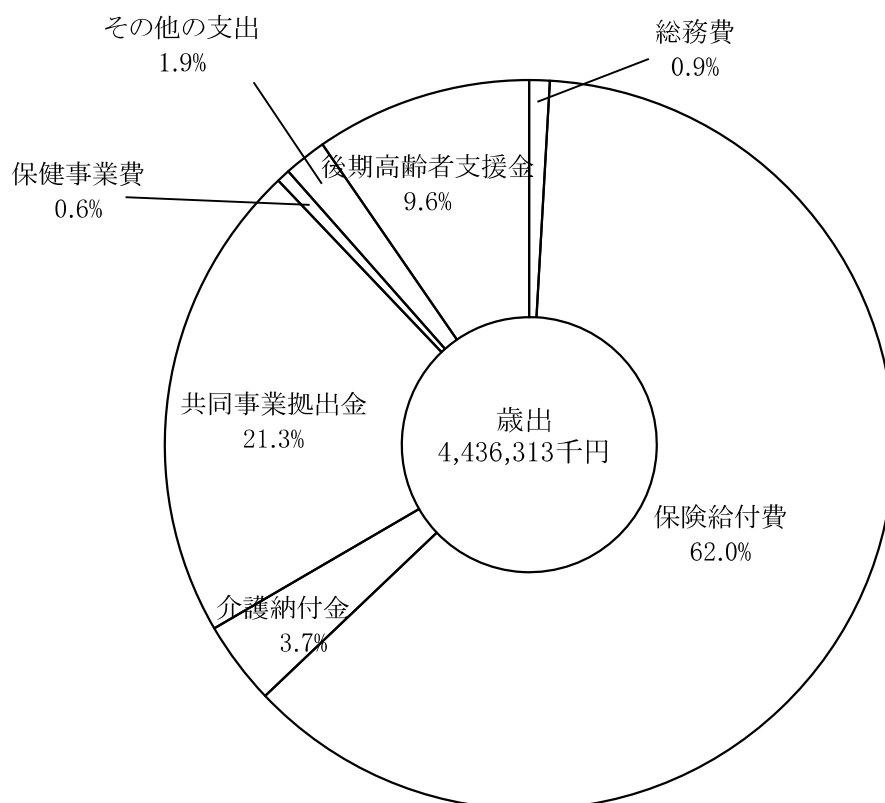 その他の支出
1.9%
総務費
0.9%
保健事業費
0.6%
後期高齢者支援金
9.6%
共同事業拠出金
21.3%
歳出
4,436,313千円
保険給付費
62.0%
介護納付金
3.7%